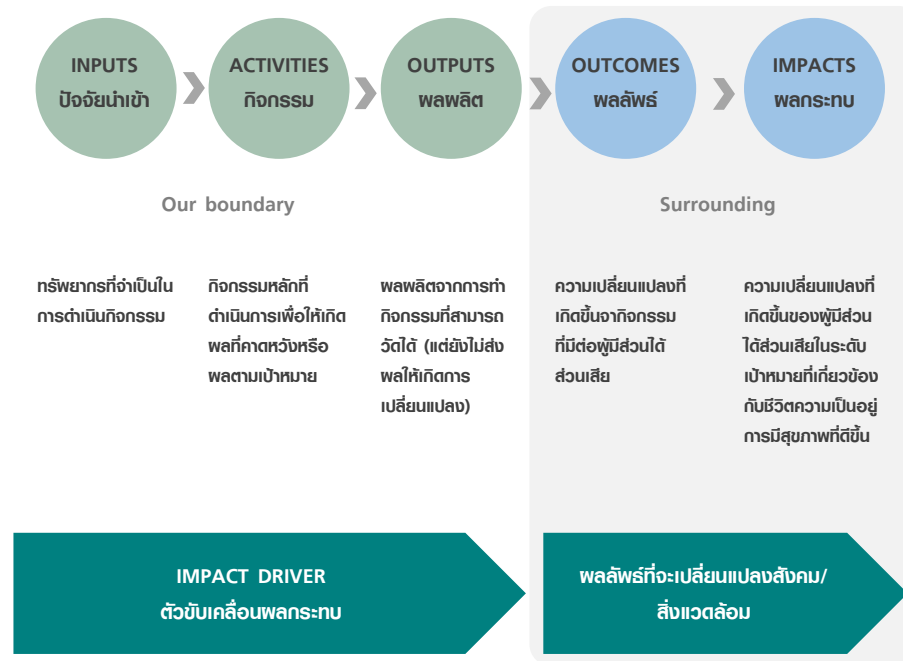 INPUTS
ปัจจัยนำเข้า
ACTIVITIES
กิจกรรม
OUTPUTS
ผลผลิต
OUTCOMES
ผลลัพธ์
IMPACTS
ผลกระทบ
Our boundary
Surrounding
ทรัพยากรที่จำเป็นใน
การดำเนินกิจกรรม
กิจกรรมหลักที่
ดำเนินการเพื่อให้เกิด
ผลที่คาดหวังหรือ
ผลตามเป้าหมาย
ผลผลิตจากการทำ
กิจกรรมที่สามารถ
วัดได้ (แต่ยังไม่ส่ง
ผลให้เกิดการ
เปลี่ยนแปลง)
ความเปลี่ยนแปลงที่
เกิดขึ้นจากิจกรรม
ที่มีต่อผู้มีส่วนได้
ส่วนเสีย
ความเปลี่ยนแปลงที่
เกิดขึ้นของผู้มีส่วน
ได้ส่วนเสียในระดับ
เป้าหมายที่เกี่ยวข้อง
กับชีวิตความเป็นอยู่
การมีสุขภาพที่ดีขึ้น
IMPACT DRIVER
ตัวขับเคลื่อนผลกระทบ
ผลลัพธ์ที่จะเปลี่ยนแปลงสังคม/
สิ่งแวดล้อม